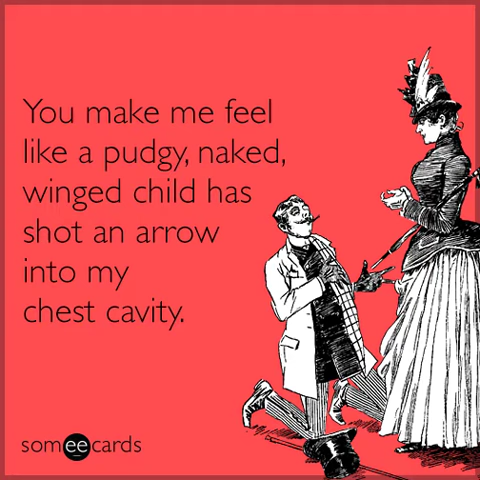 You make me feel
like a pudgy, naked,
winged child has
shot an arrow
into my
chest cavity.
someecards